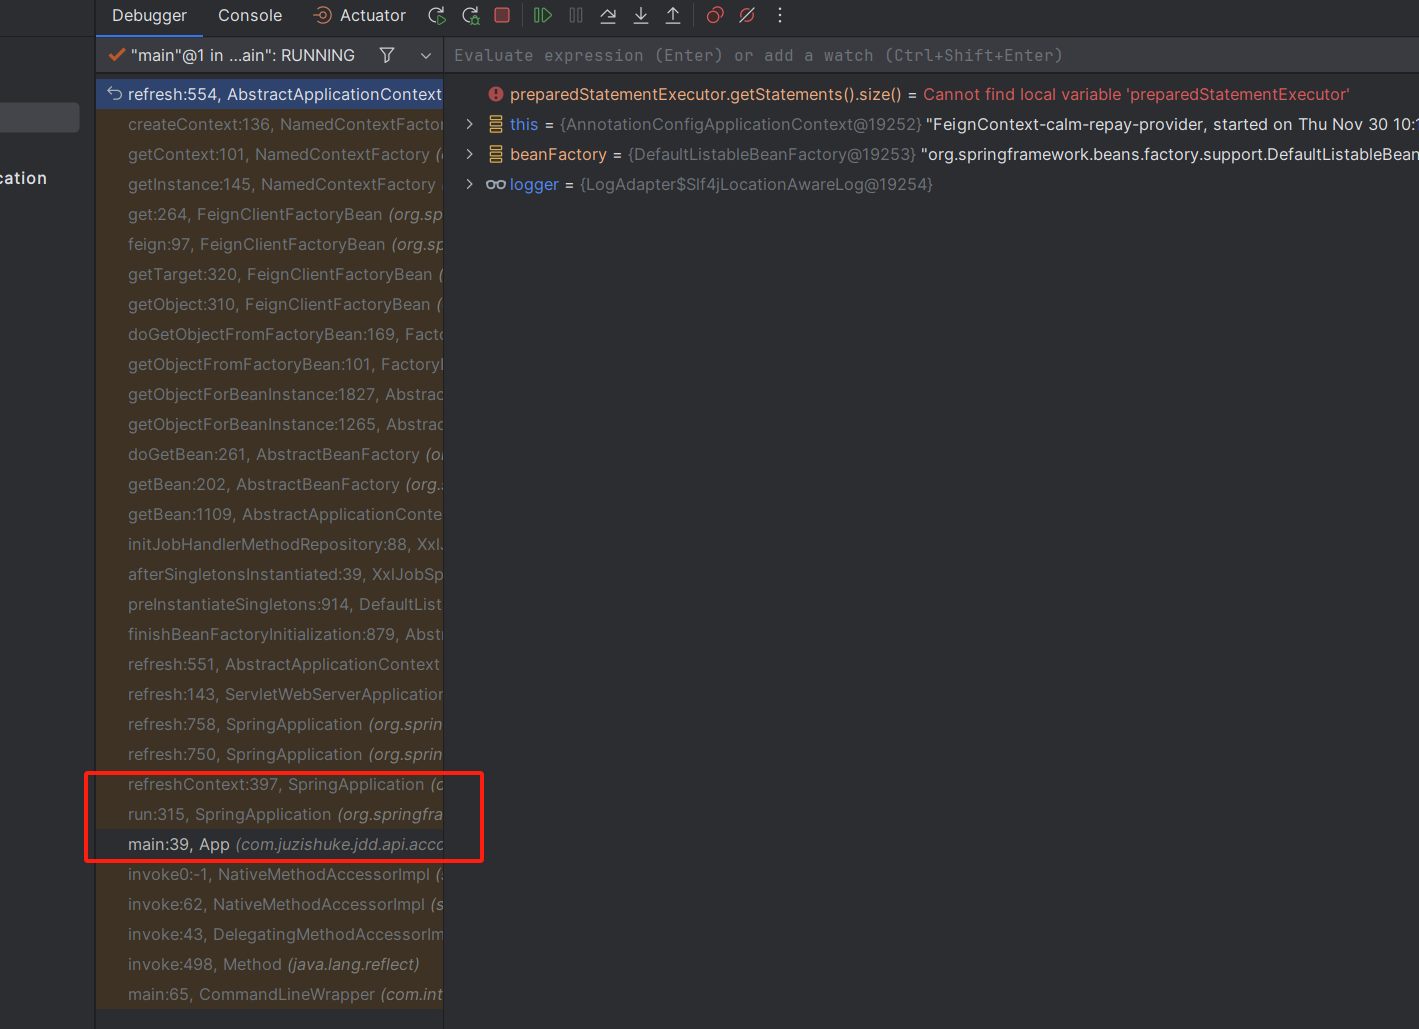 Debugger Console Actuator
"main"@1 in ...ain": RUNNING
Evaluate expression (Enter) or add a watch (Ctrl+Shift+Enter)
cation
refresh:554, AbstractApplicationContext
createContext:136, NamedContextFactor
getContext:101, NamedContextFactory (
getInstance:145, NamedContextFactory
get:264, FeignClientFactoryBean (org.sp
feign:97, FeignClientFactoryBean (org.sp
getTarget:320, FeignClientFactoryBean (
getObject:310, FeignClientFactoryBean (
doGetObjectFromFactoryBean:169, Facto
getObjectFromFactoryBean:101, FactoryB
getObjectForBeanInstance:1827, Abstrac
getObjectForBeanInstance:1265, Abstrac
doGetBean:261, AbstractBeanFactory (o
getBean:202, AbstractBeanFactory (org.
getBean:1109, AbstractApplicationConte
initJobHandlerMethodRepository:88, XxlJ
afterSingletonsInstantiated:39, XxlJobSp
preInstantiateSingletons:914, DefaultList
finishBeanFactoryInitialization:879, Abst
refresh:551, AbstractApplicationContext
refresh:143, ServletWebServerApplication
refresh:758, SpringApplication (org.sprin
refresh:750, SpringApplication (org.sprin
refreshContext:397, SpringApplication (o
run:315, SpringApplication (org.springfra
main:39, App (com.juzishuke.jdd.api.acco
invoke0:-1, NativeMethodAccessorImpl (s
invoke:62, NativeMethodAccessorImpl (s
invoke:43, DelegatingMethodAccessorIm
invoke:498, Method (java.lang.reflect)
main:65, CommandLineWrapper (com.int
preparedStatementExecutor.getStatements().size() = Cannot find local variable 'preparedStatementExecutor'
this = {AnnotationConfigApplicationContext@19252} "FeignContext-calm-repay-provider, started on Thu Nov 30 10:1
beanFactory = {DefaultListableBeanFactory@19253} "org.springframework.beans.factory.support.DefaultListableBean
logger = {LogAdapter$Slf4jLocationAwareLog@19254}